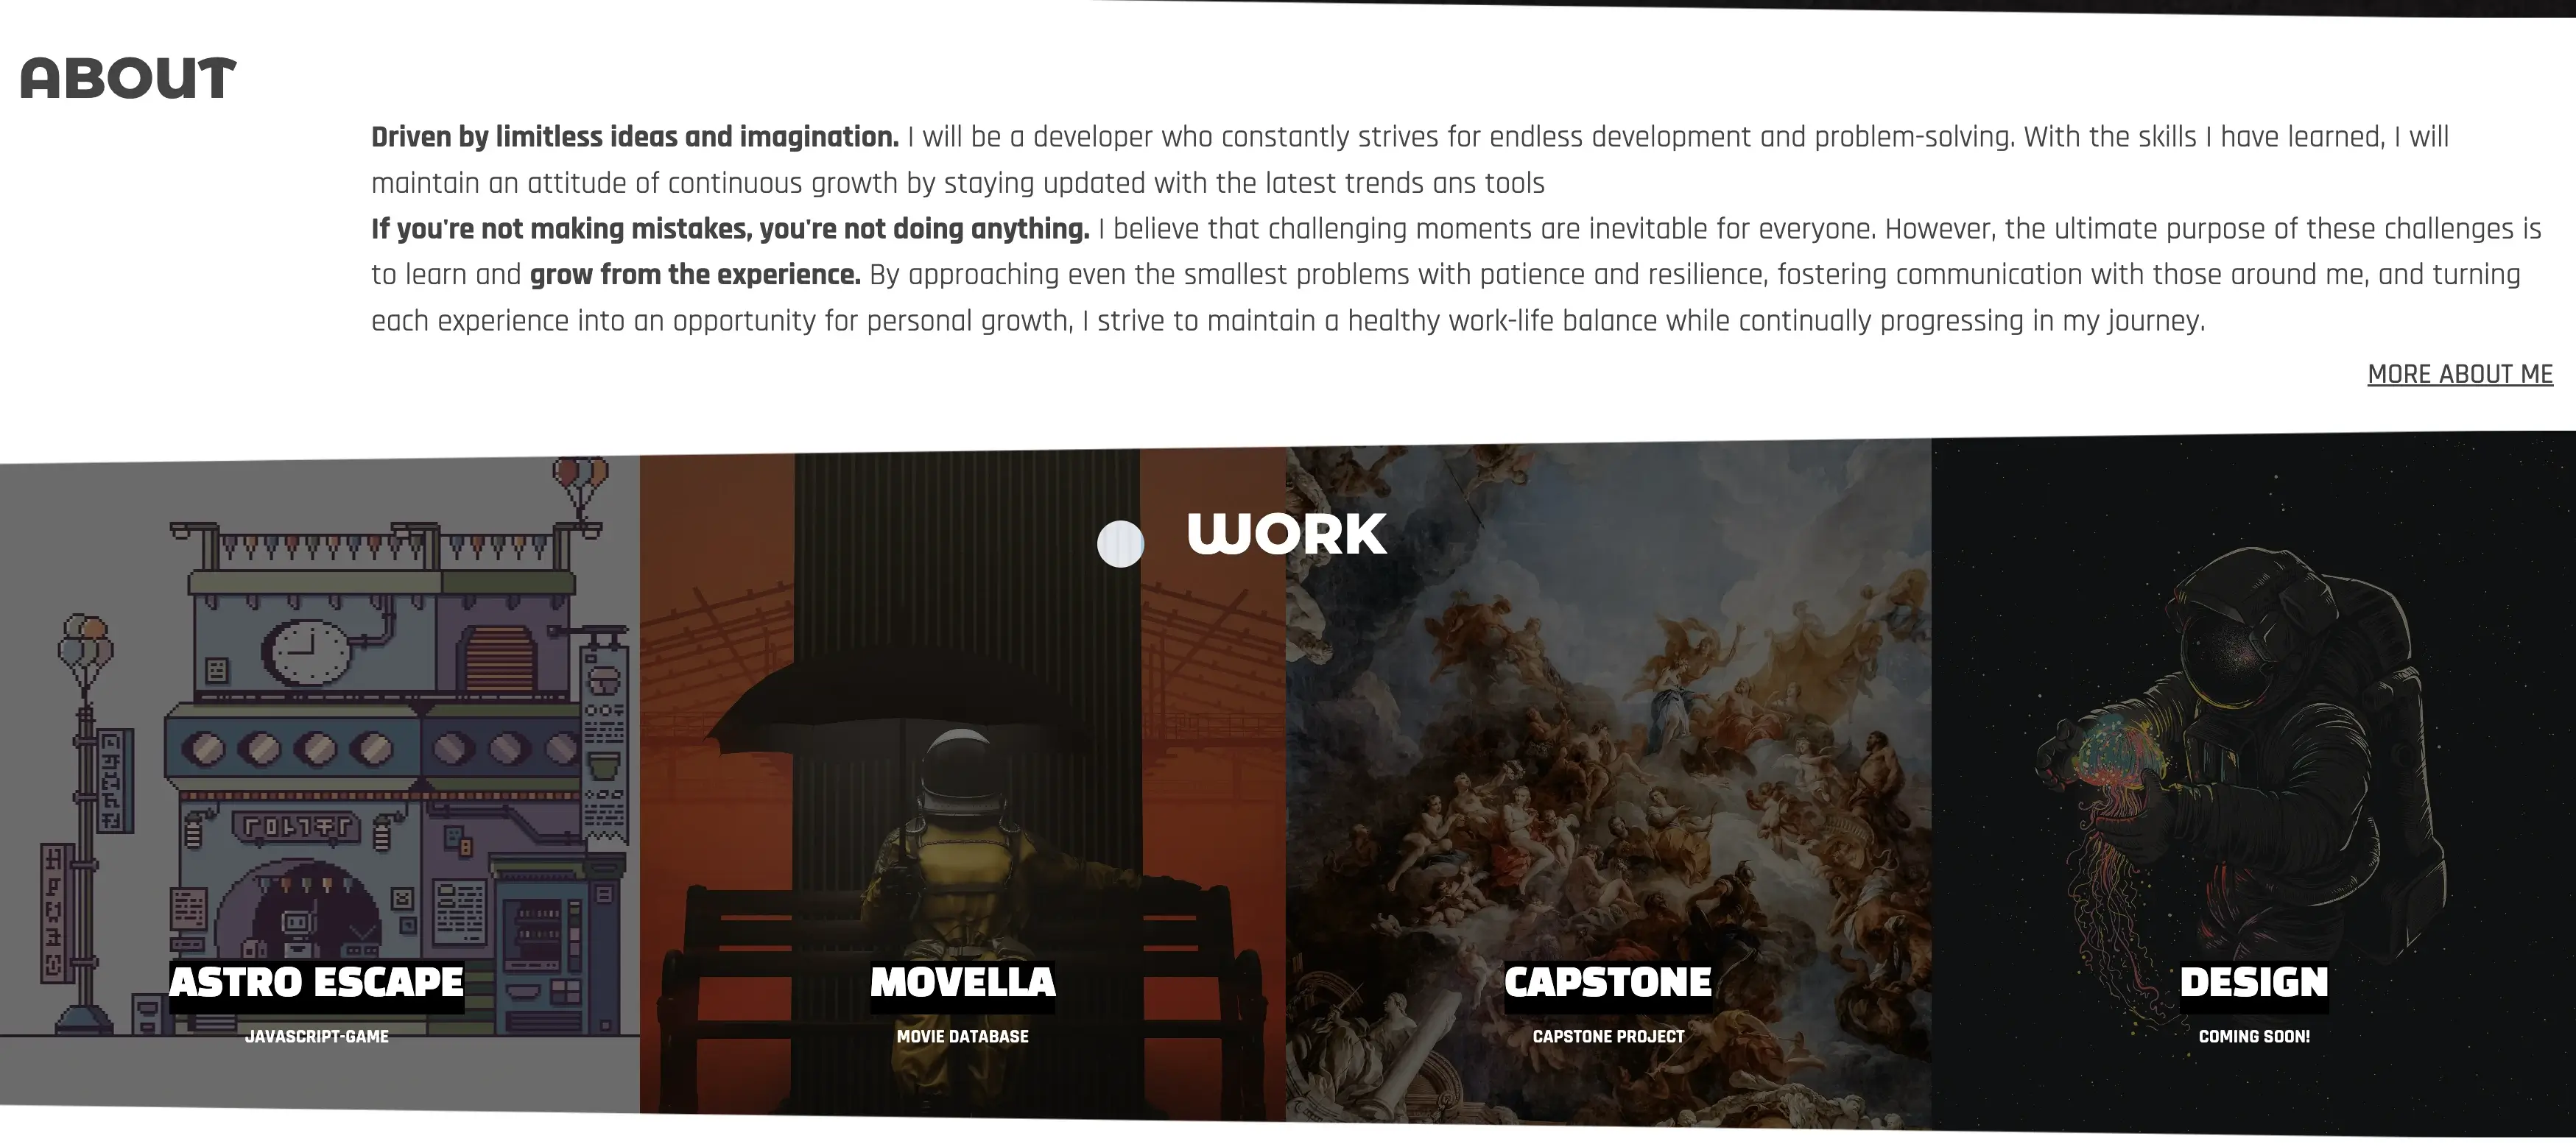 ABOUT
Driven by limitless ideas and imagination. I will be a developer who constantly strives for endless development and problem-solving. With the skills I have learned, I will
maintain an attitude of continuous growth by staying updated with the latest trends ans tools
If you're not making mistakes, you're not doing anything. I believe that challenging moments are inevitable for everyone. However, the ultimate purpose of these challenges is
to learn and grow from the experience. By approaching even the smallest problems with patience and resilience, fostering communication with those around me, and turning
each experience into an opportunity for personal growth, I strive to maintain a healthy work-life balance while continually progressing in my journey.
MORE ABOUT ME
WORK
ASTRO ESCAPE
JAVASCRIPT-GAME
MOVELLA
MOVIE DATABASE
CAPSTONE
CAPSTONE PROJECT
DESIGN
COMING SOON!